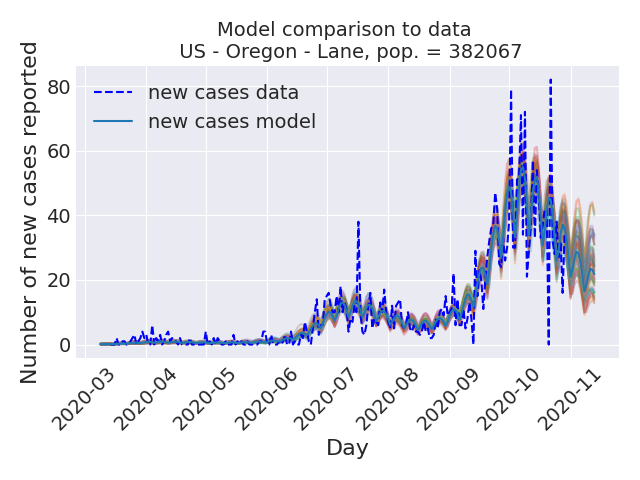 Model comparison to data
US - Oregon - Lane, pop. = 382067
Number of new cases reported
80
60
40
20
0
new cases data
new cases model
2020-03
2020-04
2020-05
2020-06
2020-07
2020-08
2020-09
2020-10
2020-11
Day